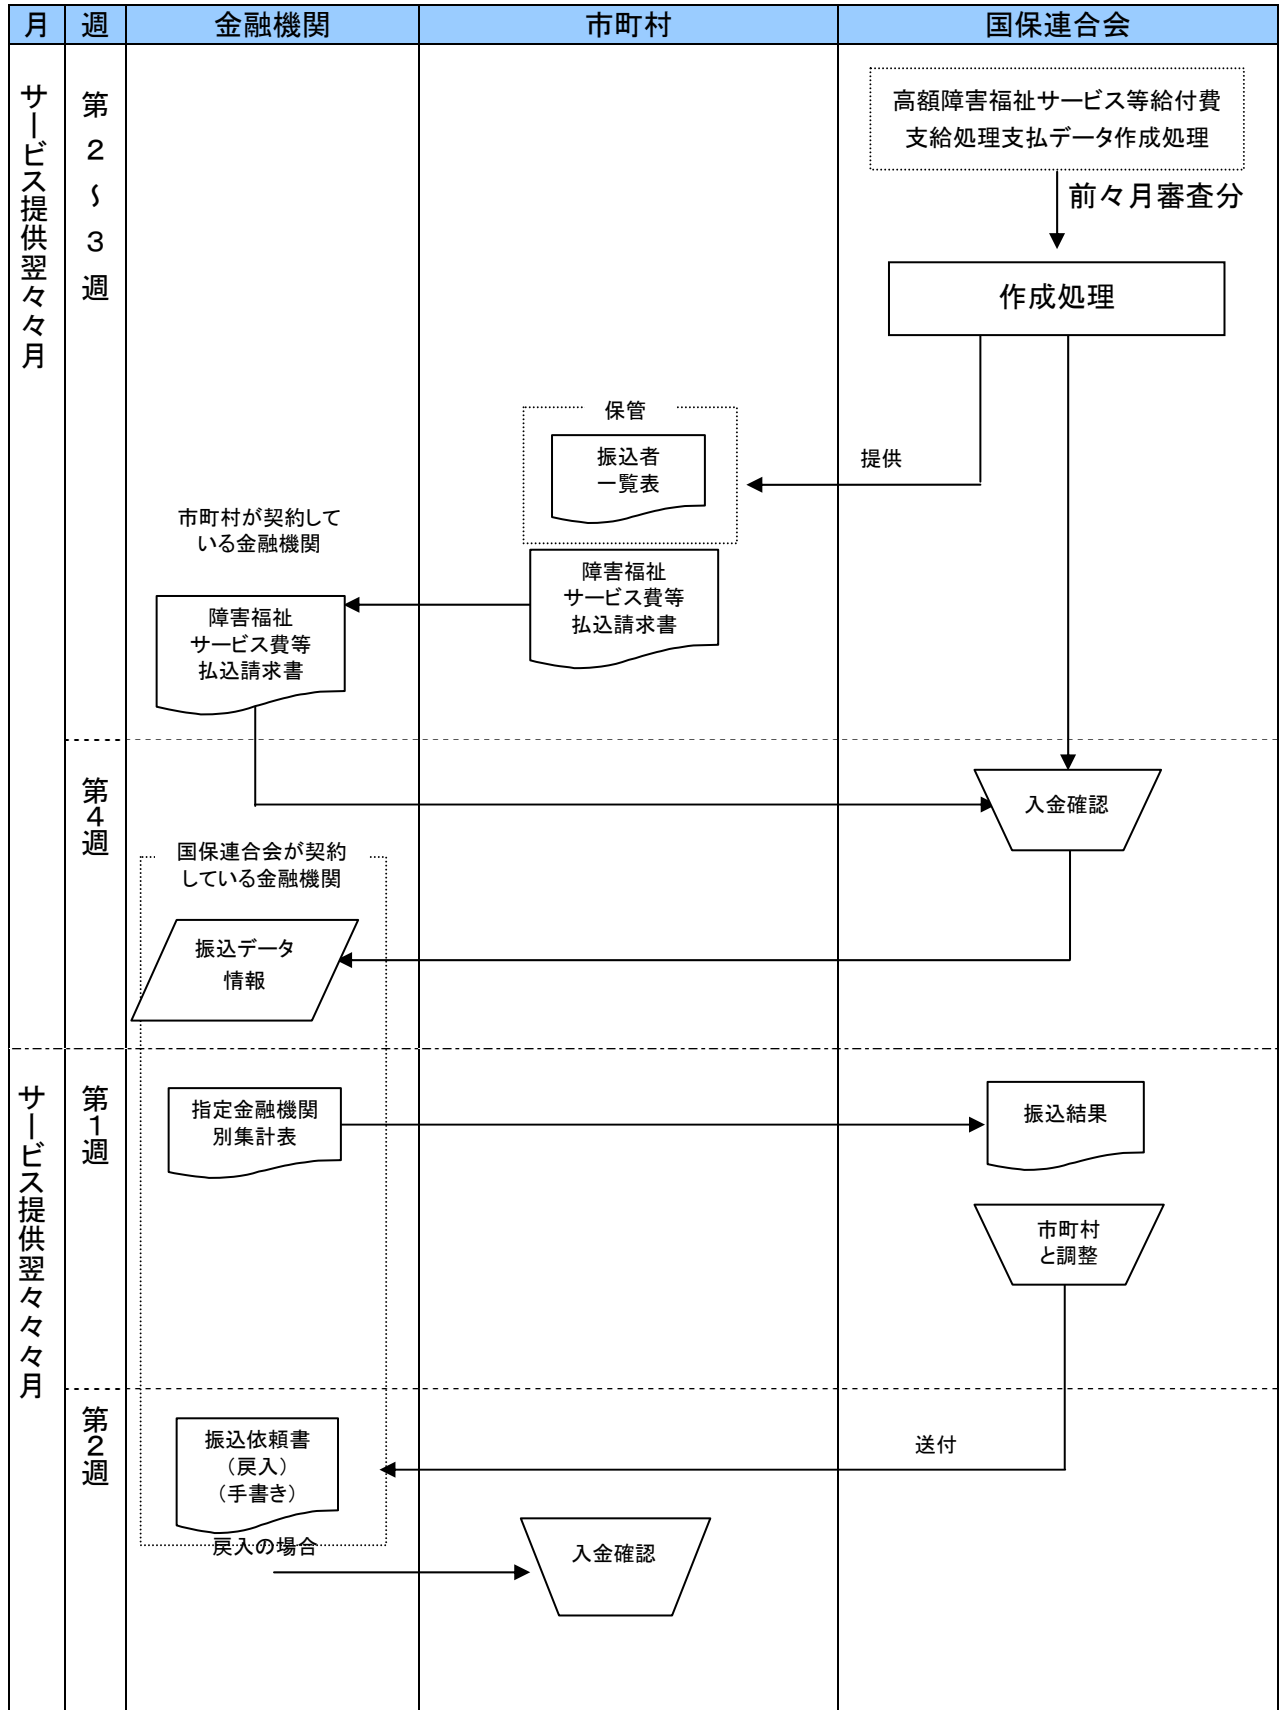 月 週 金融機関 市町村 国保連合会
サービス提供翌々月
第2～3週
高額障害福祉サービス等給付費
支給処理支払データ作成処理
前々月審査分
作成処理
保管
振込者
一覧表
提供
市町村が契約して
いる金融機関
障害福祉
サービス費等
払込請求書
障害福祉
サービス費等
払込請求書
第4週
入金確認
国保連合会が契約
している金融機関
振込データ
情報
サービス提供翌々々月
第1週
指定金融機関
別集計表
振込結果
市町村
と調整
第2週
振込依頼書
（戻入）
（手書き）
送付
戻入の場合
入金確認